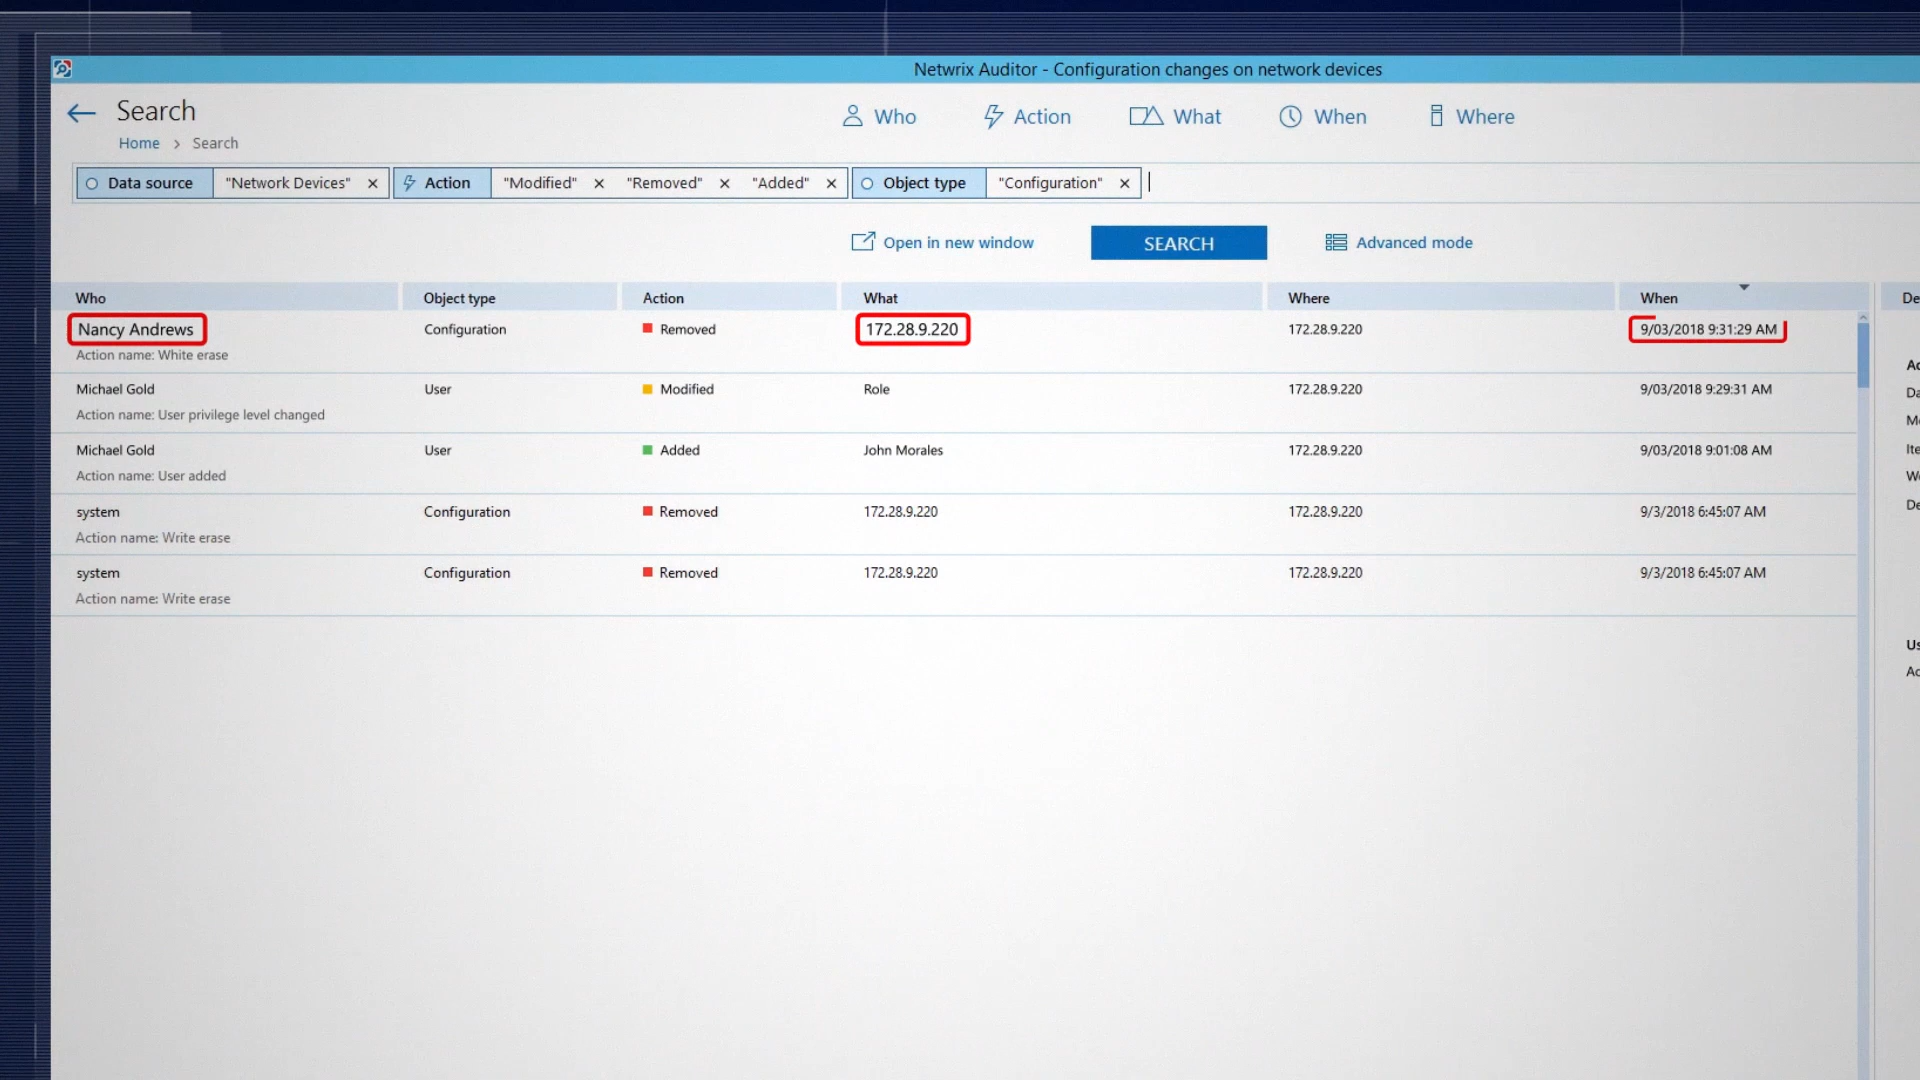 Netwrix Auditor - Configuration changes on network devices
Search
Who Action What When Where
Home > Search
Data source "Network Devices" × Action "Modified" × "Removed" × "Added" × Object type "Configuration" ×
Open in new window SEARCH Advanced mode
Who Object type Action What Where When De
Nancy Andrews Configuration Removed 172.28.9.220 172.28.9.220 9/03/2018 9:31:29 AM
Action name: White erase
Michael Gold User Modified Role 172.28.9.220 9/03/2018 9:29:31 AM
Action name: User privilege level changed
Michael Gold User Added John Morales 172.28.9.220 9/03/2018 9:01:08 AM
Action name: User added
system Configuration Removed 172.28.9.220 172.28.9.220 9/3/2018 6:45:07 AM
Action name: Write erase
system Configuration Removed 172.28.9.220 172.28.9.220 9/3/2018 6:45:07 AM
Action name: Write erase